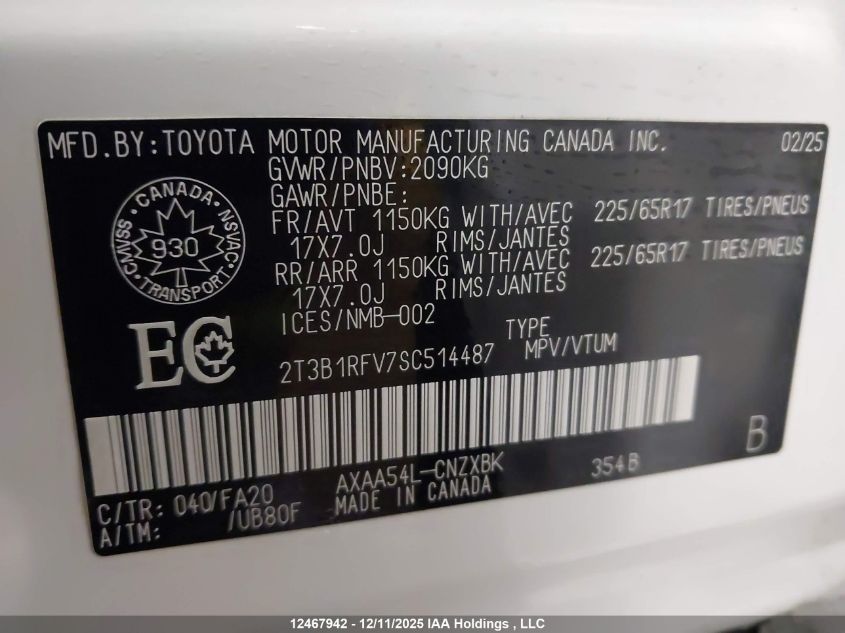 MFD.BY:TOYOTA MOTOR MANUFACTURING CANADA INC. 02/25
GVWR/PNBV:2090KG
GAWR/PNBE:
FR/AVT 1150KG WITH/AVEC 225/65R17 TIRES/PNEUS
17X7.0J RIMS/JANTES
RR/ARR 1150KG WITH/AVEC 225/65R17 TIRES/PNEUS
17X7.0J RIMS/JANTES
ICES/NMB-002
CANADA
CMVSS NSVAC
930
TRANSPORT
EC
2T3B1RFV7SC514487 TYPE
MPV/VTUM
B
C/TR: 040/FA20 AXAA54L-CNZXBK 354B
A/TM: /UB80F MADE IN CANADA
12467942 - 12/11/2025 IAA Holdings , LLC